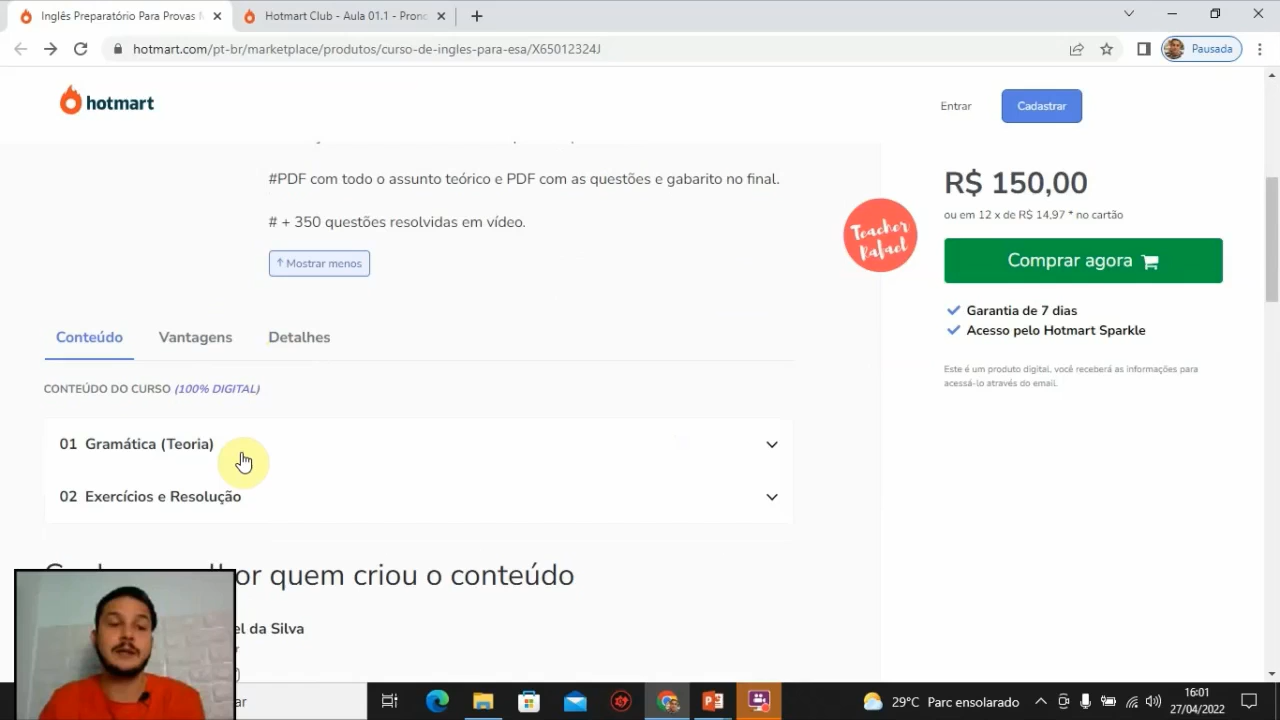 Inglês Preparatório Para Provas
Hotmart Club - Aula 01.1 - Pron
hotmart.com/pt-br/marketplace/produtos/curso-de-ingles-para-esa/X65012324J
Pausada
hotmart
Entrar
Cadastrar
#PDF com todo o assunto teórico e PDF com as questões e gabarito no final.
# + 350 questões resolvidas em vídeo.
↑ Mostrar menos
Teacher
Rafael
R$ 150,00
ou em 12 x de R$ 14,97 * no cartão
Comprar agora
Garantia de 7 dias
Acesso pelo Hotmart Sparkle
Este é um produto digital, você receberá as informações para
acessá-lo através do email.
Conteúdo
Vantagens
Detalhes
CONTEÚDO DO CURSO (100% DIGITAL)
01 Gramática (Teoria)
02 Exercícios e Resolução
quem criou o conteúdo
da Silva
29°C Parc ensolarado
16:01
27/04/2022